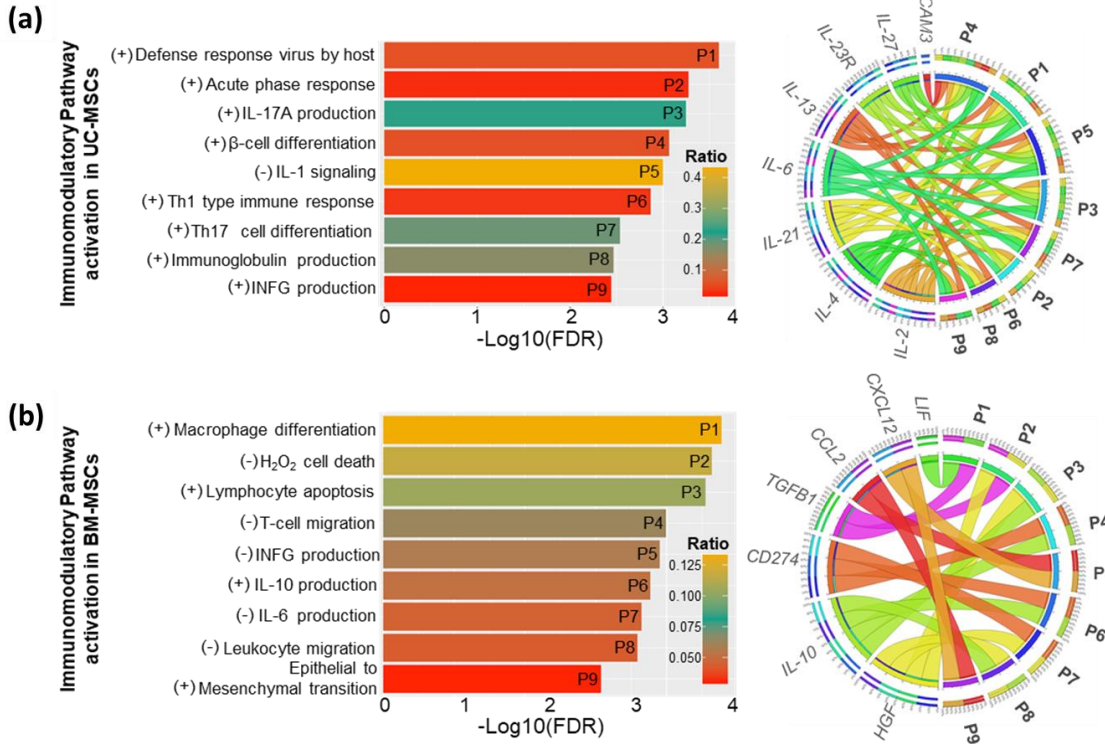 (a)
Immunomodulatory Pathway
activation in UC-MSCs
(+) Defense response virus by host
(+) Acute phase response
(+) IL-17A production
(+) β-cell differentiation
(-) IL-1 signaling
(+) Th1 type immune response
(+) Th17 cell differentiation
(+) Immunoglobulin production
(+) INFG production
P1
P2
P3
P4
P5
P6
P7
P8
P9
Ratio
0.4
0.3
0.2
0.1
0 1 2 3 4
-Log10(FDR)
CAM3
IL-27
IL-23R
IL-13
IL-6
IL-21
IL-4
IL-2
P4
P1
P5
P3
P7
P2
P6
P8
P9
(b)
Immunomodulatory Pathway
activation in BM-MSCs
(+) Macrophage differentiation
(-) H₂O₂ cell death
(+) Lymphocyte apoptosis
(-) T-cell migration
(-) INFG production
(+) IL-10 production
(-) IL-6 production
(-) Leukocyte migration
Epithelial to
(+) Mesenchymal transition
P1
P2
P3
P4
P5
P6
P7
P8
P9
Ratio
0.125
0.100
0.075
0.050
0 1 2 3 4
-Log10(FDR)
LIF
CXCL12
CCL2
TGFB1
CD274
IL-10
HGF
P1
P2
P3
P4
P
P6
P7
P8
P9